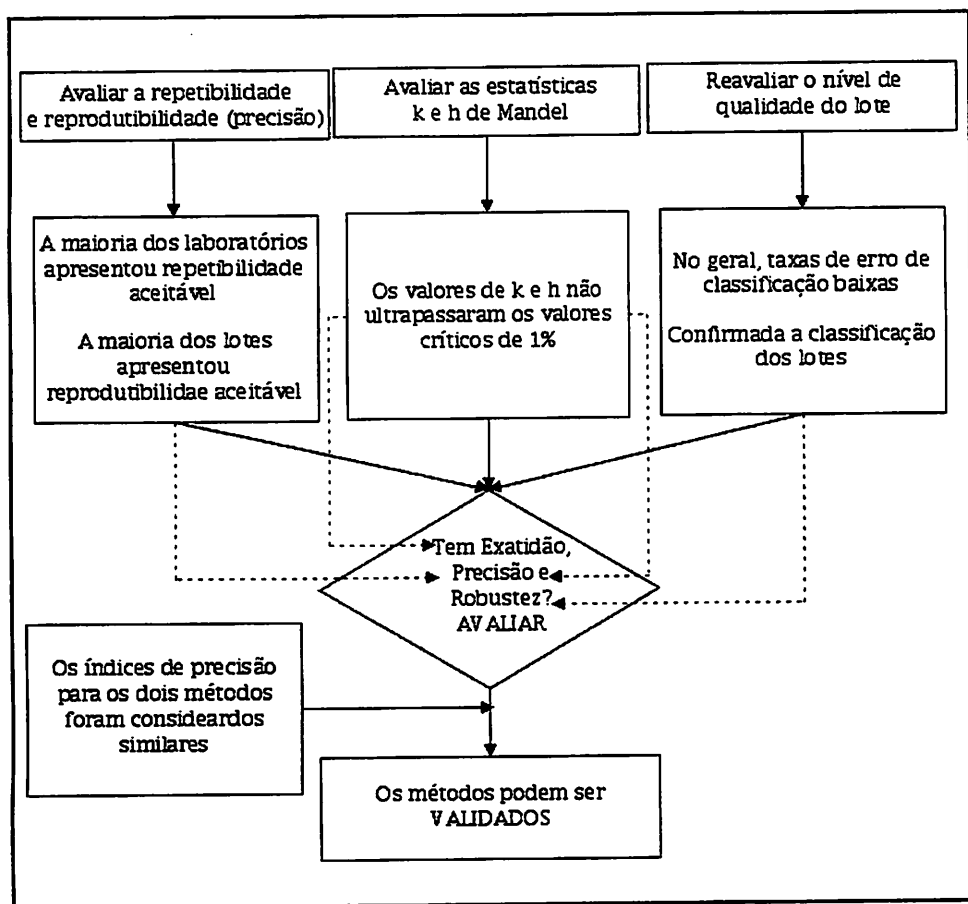 Avaliar a repetibilidade
e reprodutibilidade (precisão)
Avaliar as estatísticas
k e h de Mandel
Reavaliar o nível de
qualidade do lote
A maioria dos laboratórios
apresentou repetibilidade
aceitável
A maioria dos lotes
apresentou
reprodutibilidae aceitável
Os valores de k e h não
ultrapassaram os valores
críticos de 1%
No geral, taxas de erro de
classificação baixas
Confirmada a classificação
dos lotes
Tem Exatidão,
Precisão e
Robustez?
AVALIAR
Os índices de precisão
para os dois métodos
foram consideardos
similares
Os métodos podem ser
VALIDADOS